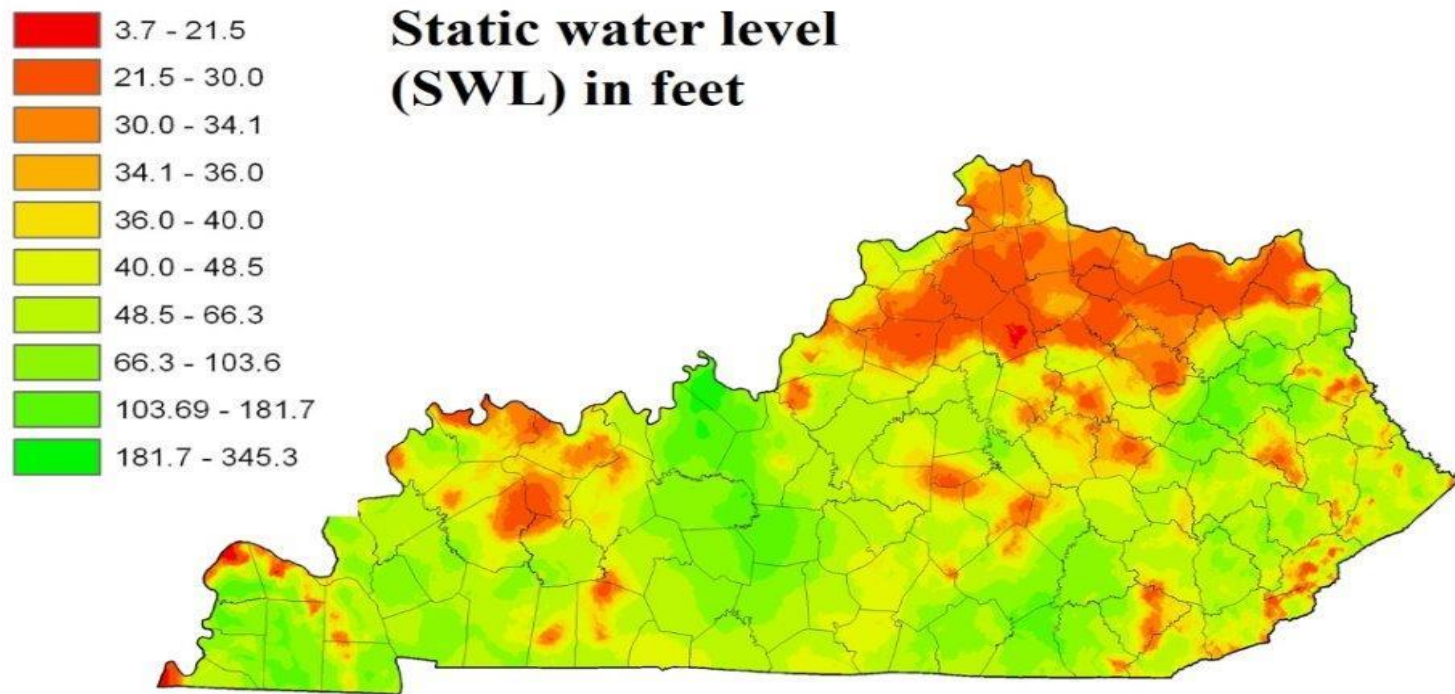 Static water level
(SWL) in feet
3.7 - 21.5
21.5 - 30.0
30.0 - 34.1
34.1 - 36.0
36.0 - 40.0
40.0 - 48.5
48.5 - 66.3
66.3 - 103.6
103.69 - 181.7
181.7 - 345.3